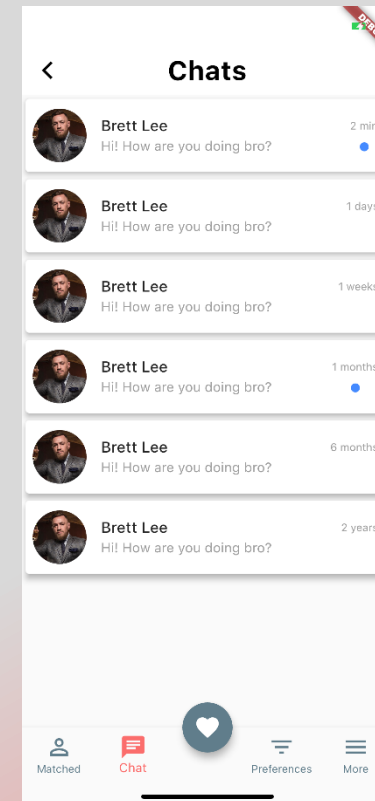 DEBUG
Chats
Brett Lee
2 min
Hi! How are you doing bro?
Brett Lee
1 days
Hi! How are you doing bro?
Brett Lee
1 weeks
Hi! How are you doing bro?
Brett Lee
1 months
Hi! How are you doing bro?
Brett Lee
6 months
Hi! How are you doing bro?
Brett Lee
2 years
Hi! How are you doing bro?
Matched
Chat
Preferences
More